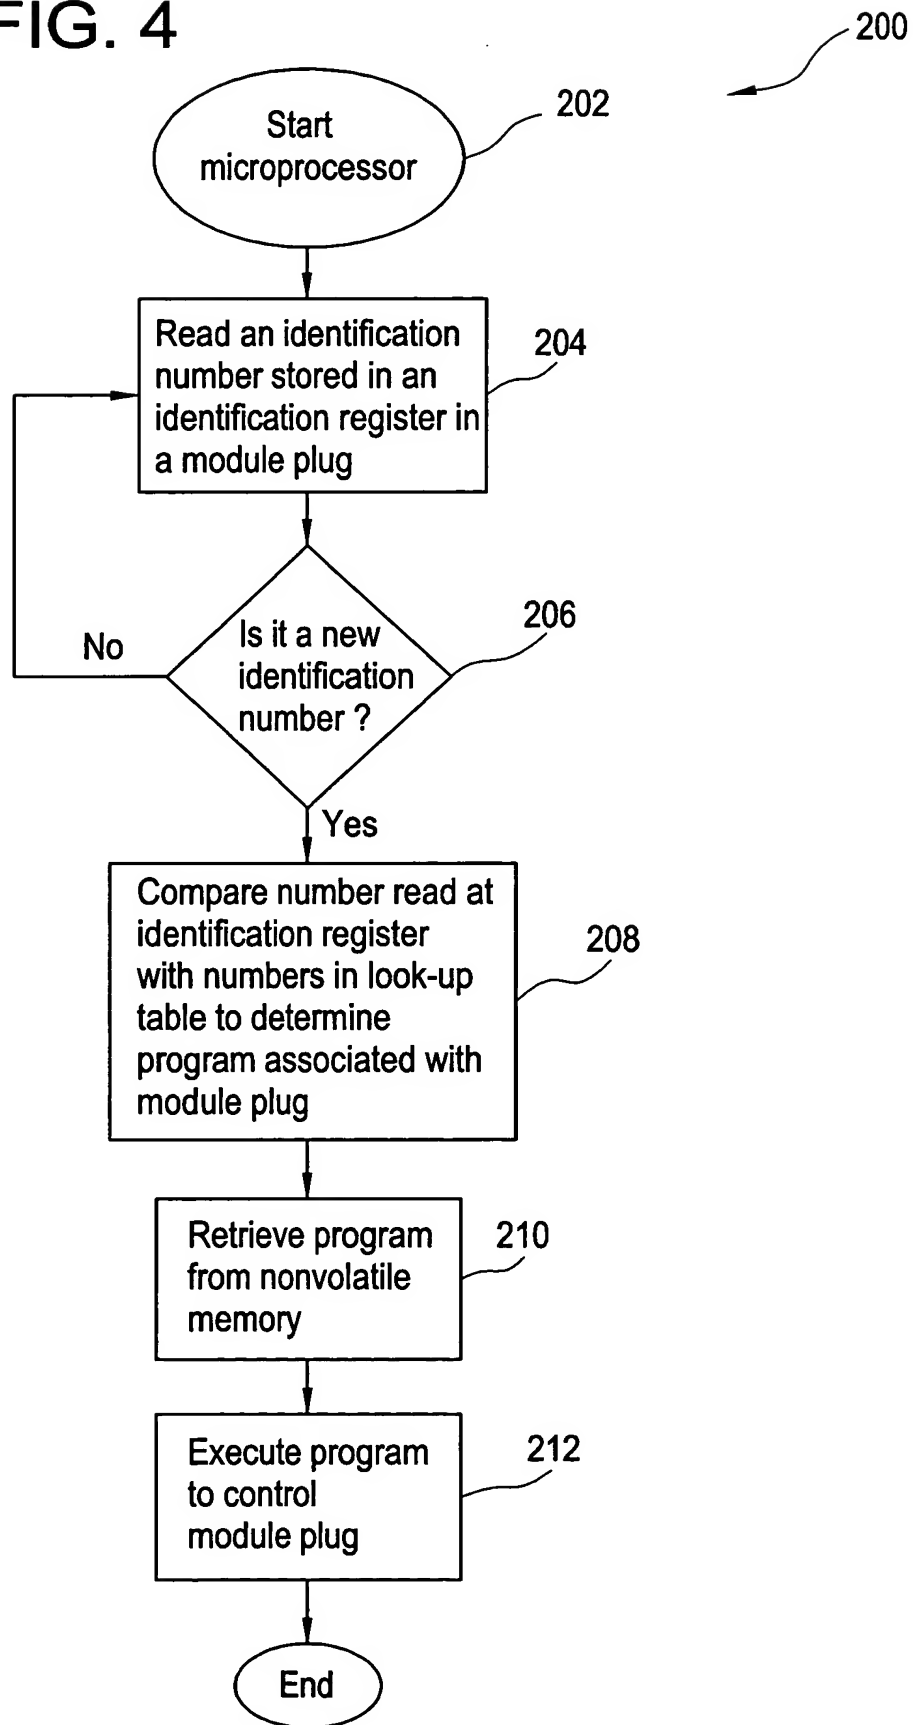 FIG. 4
200
Start
microprocessor
202
Read an identification
number stored in an
identification register in
a module plug
204
Is it a new
identification
number ?
206
No
Yes
Compare number read at
identification register
with numbers in look-up
table to determine
program associated with
module plug
208
Retrieve program
from nonvolatile
memory
210
Execute program
to control
module plug
212
End